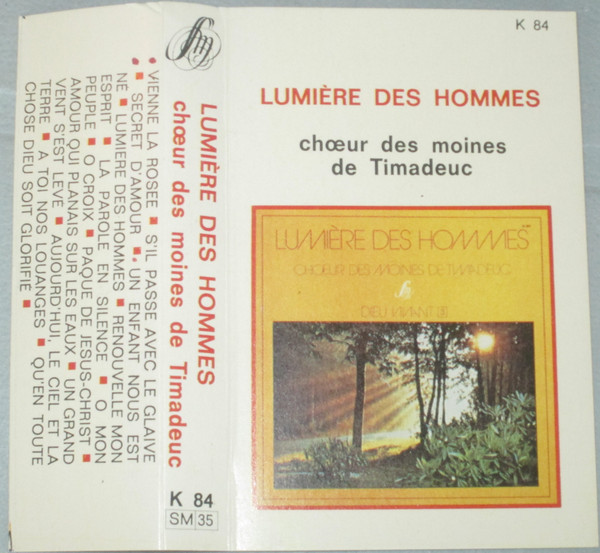 • VIENNE LA ROSEE ■ S'IL PASSE AVEC LE GLAIVE
• ■ SECRET D'AMOUR ■ UN ENFANT NOUS EST
NE ■ LUMIERE DES HOMMES ■ RENOUVELLE MON
ESPRIT ■ LA PAROLE EN SILENCE ■ O MON
PEUPLE ■ O CROIX ■ PAQUE DE JESUS-CHRIST ■
AMOUR QUI PLANAIS SUR LES EAUX ■ UN GRAND
VENT S'EST LEVE ■ AUJOURD'HUI, LE CIEL ET LA
TERRE ■ A TOI NOS LOUANGES ■ QU'EN TOUTE
CHOSE DIEU SOIT GLORIFIE ■
sm
LUMIÈRE DES HOMMES
chœur des moines de Timadeuc
K 84
SM 35
K 84
LUMIÈRE DES HOMMES
chœur des moines
de Timadeuc
LUMIÈRE DES HOMMES
CHOEUR DES MOINES DE TIMADEUC
DIEU VIVANT